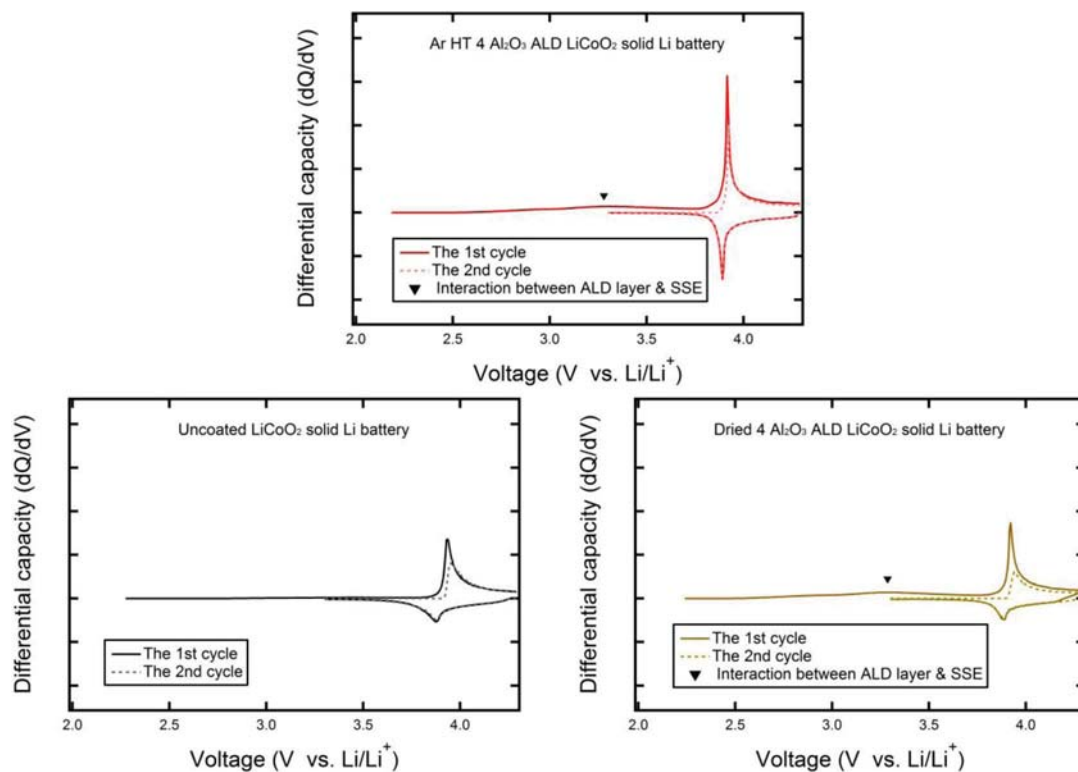 Ar HT 4 Al₂O₃ ALD LiCoO₂ solid Li battery
Differential capacity (dQ/dV)
The 1st cycle
The 2nd cycle
Interaction between ALD layer & SSE
2.0 2.5 3.0 3.5 4.0
Voltage (V vs. Li/Li⁺)
Uncoated LiCoO₂ solid Li battery
Differential capacity (dQ/dV)
The 1st cycle
The 2nd cycle
2.0 2.5 3.0 3.5 4.0
Voltage (V vs. Li/Li⁺)
Dried 4 Al₂O₃ ALD LiCoO₂ solid Li battery
Differential capacity (dQ/dV)
The 1st cycle
The 2nd cycle
Interaction between ALD layer & SSE
2.0 2.5 3.0 3.5 4.0
Voltage (V vs. Li/Li⁺)